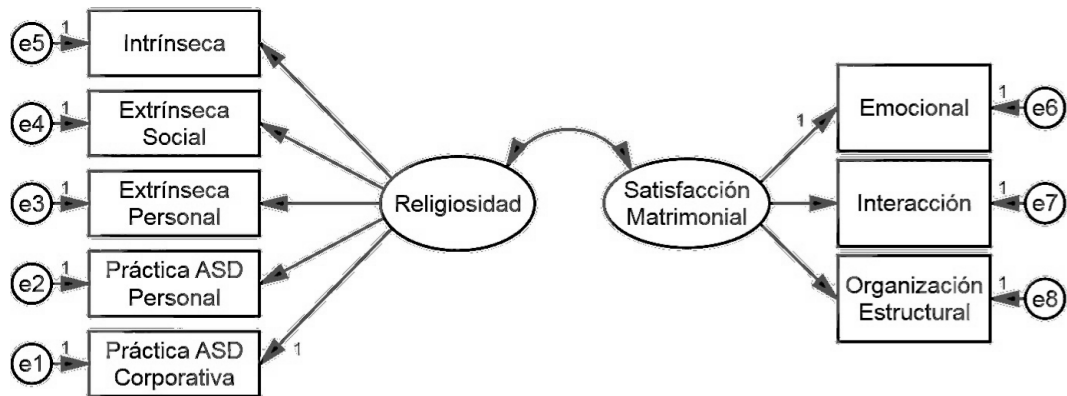 e5
1
Intrínseca
e4
1
Extrínseca
Social
e3
1
Extrínseca
Personal
e2
1
Práctica ASD
Personal
e1
1
Práctica ASD
Corporativa
1
Religiosidad
Satisfacción
Matrimonial
1
Emocional
1
e6
Interacción
1
e7
Organización
Estructural
1
e8